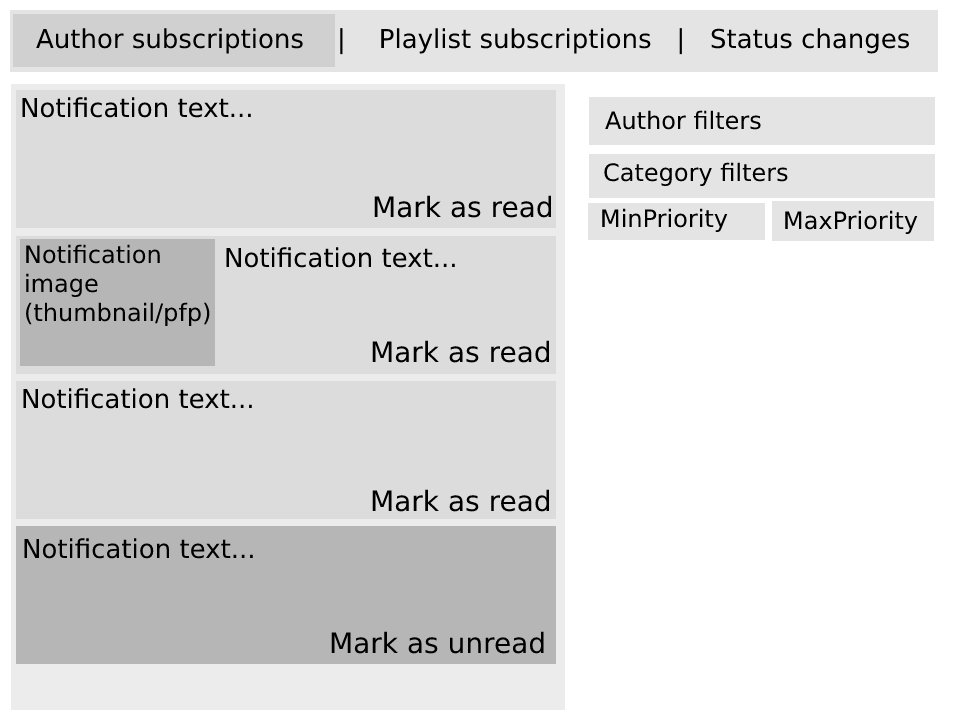 Author subscriptions | Playlist subscriptions | Status changes
Notification text...
Mark as read
Notification
image
(thumbnail/pfp)
Notification text...
Mark as read
Notification text...
Mark as read
Notification text...
Mark as unread
Author filters
Category filters
MinPriority
MaxPriority